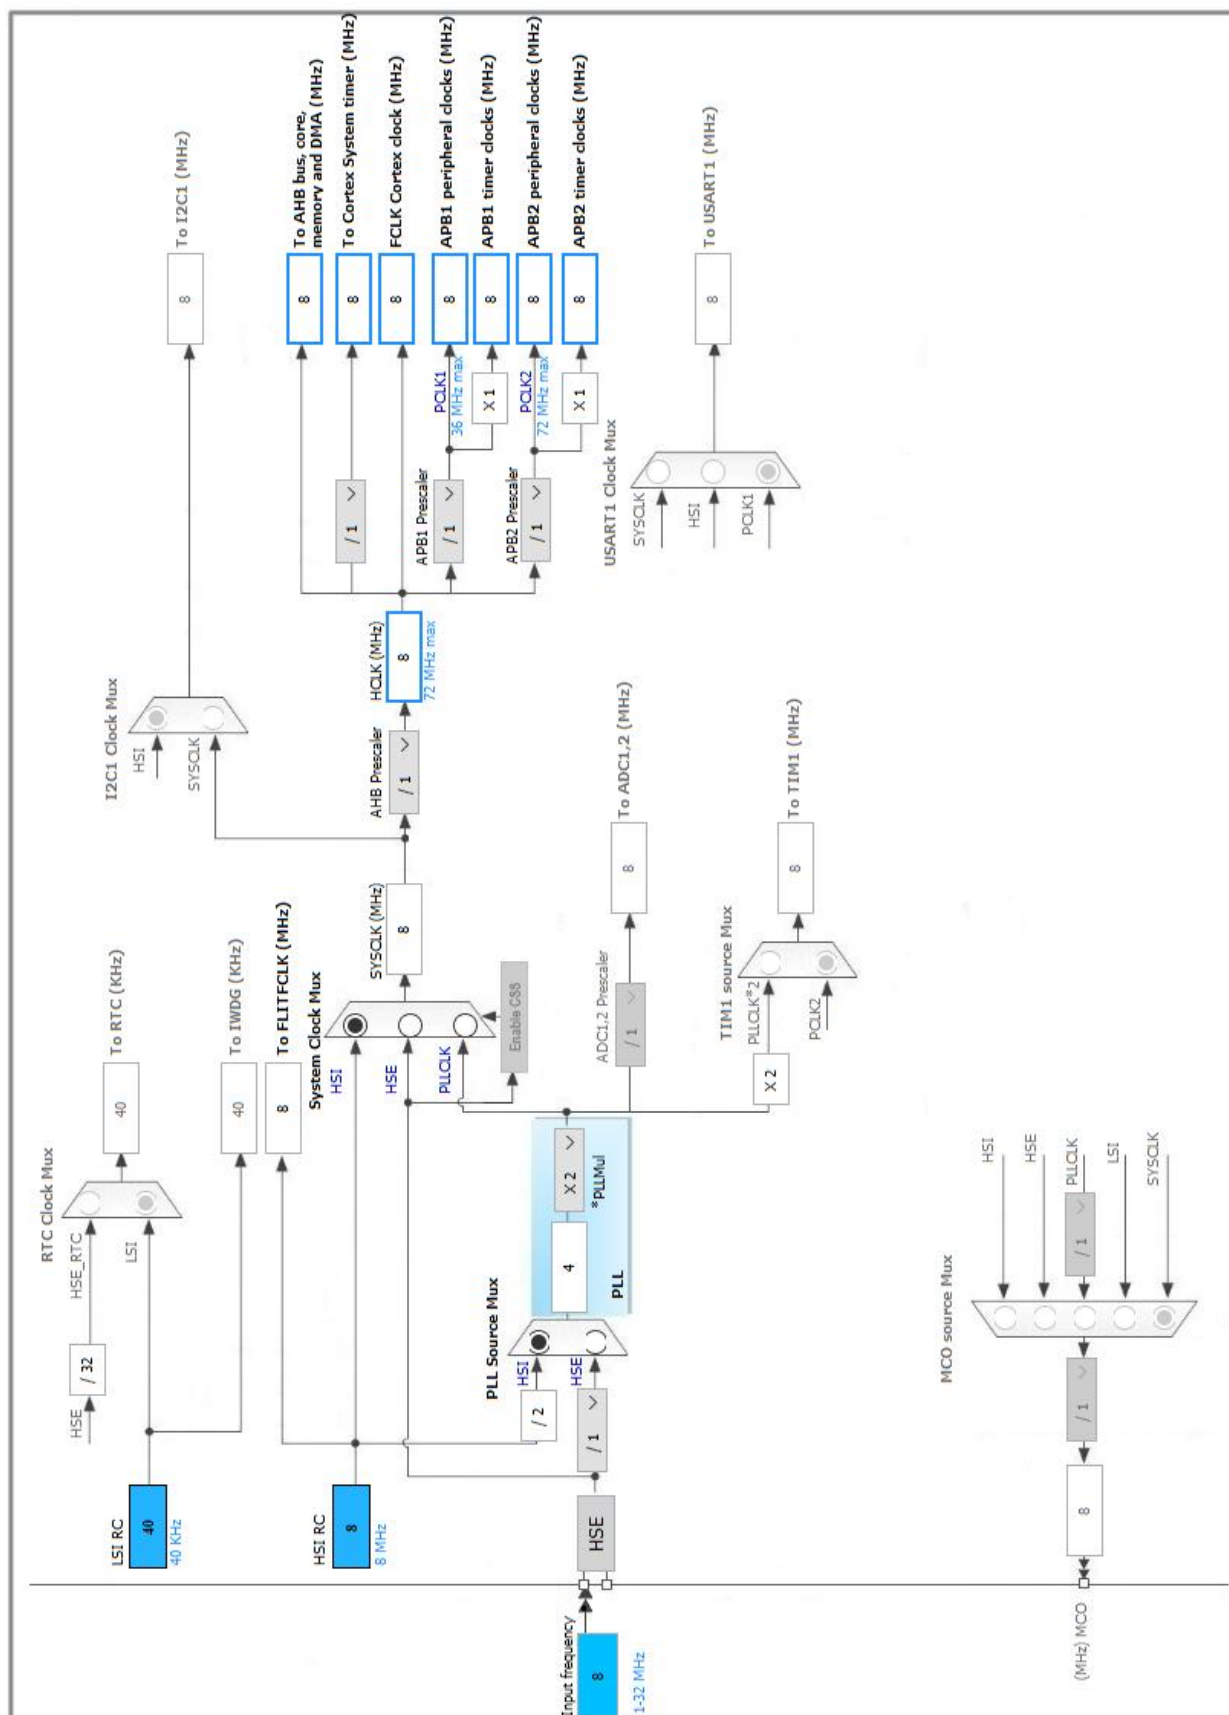 RTC Clock Mux
HSE
/ 32
HSE_RTC
LSI
40
To RTC (KHz)
LSI RC
40
40 KHz
40
To IWDG (KHz)
HSI RC
8
8 MHz
8
To FLITFCLK (MHz)
System Clock Mux
HSI
HSE
PLLCLK
Enable CSS
SYSCLK (MHz)
8
AHB Prescaler
/ 1
HCLK (MHz)
8
72 MHz max
I2C1 Clock Mux
HSI
SYSCLK
8
To I2C1 (MHz)
8
To AHB bus, core,
memory and DMA (MHz)
/ 1
8
To Cortex System timer (MHz)
8
FCLK Cortex clock (MHz)
APB1 Prescaler
/ 1
PCLK1
36 MHz max
8
APB1 peripheral clocks (MHz)
X 1
8
APB1 timer clocks (MHz)
APB2 Prescaler
/ 1
PCLK2
72 MHz max
8
APB2 peripheral clocks (MHz)
X 1
8
APB2 timer clocks (MHz)
Input frequency
8
1-32 MHz
HSE
/ 2
/ 1
PLL Source Mux
HSI
HSE
4
X 2
*PLLMul
PLL
ADC1,2 Prescaler
/ 1
8
To ADC1,2 (MHz)
X 2
TIM1 source Mux
PLLCLK*2
PCLK2
8
To TIM1 (MHz)
USART1 Clock Mux
SYSCLK
HSI
PCLK1
8
To USART1 (MHz)
MCO source Mux
(MHz) MCO
8
/ 1
HSI
HSE
/ 1
PLLCLK
LSI
SYSCLK